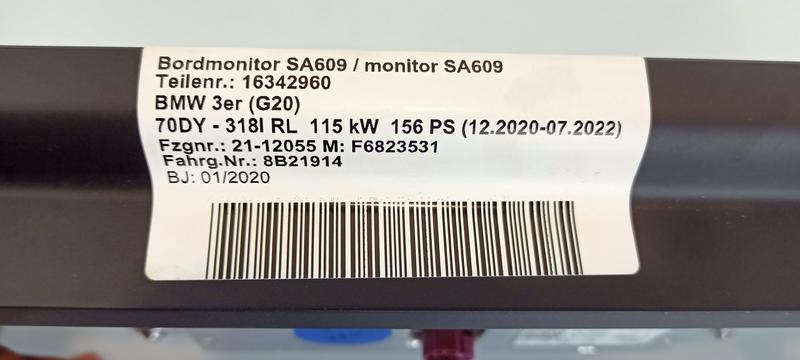 Bordmonitor SA609 / monitor SA609
Teilenr.: 16342960
BMW 3er (G20)
70DY - 318I RL 115 kW 156 PS (12.2020-07.2022)
Fzgnr.: 21-12055 M: F6823531
Fahrg.Nr.: 8B21914
BJ: 01/2020